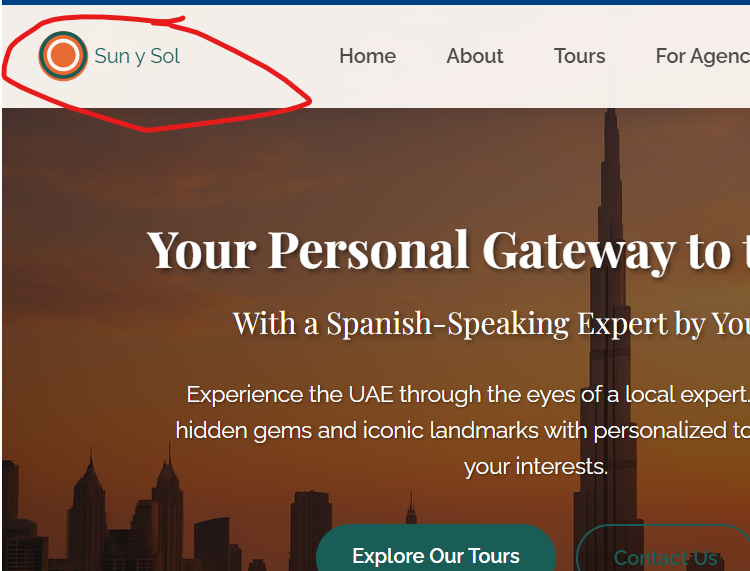 Sun y Sol
Home About Tours For Agenc
Your Personal Gateway to t
With a Spanish-Speaking Expert by You
Experience the UAE through the eyes of a local expert.
hidden gems and iconic landmarks with personalized to
your interests.
Explore Our Tours Contact Us